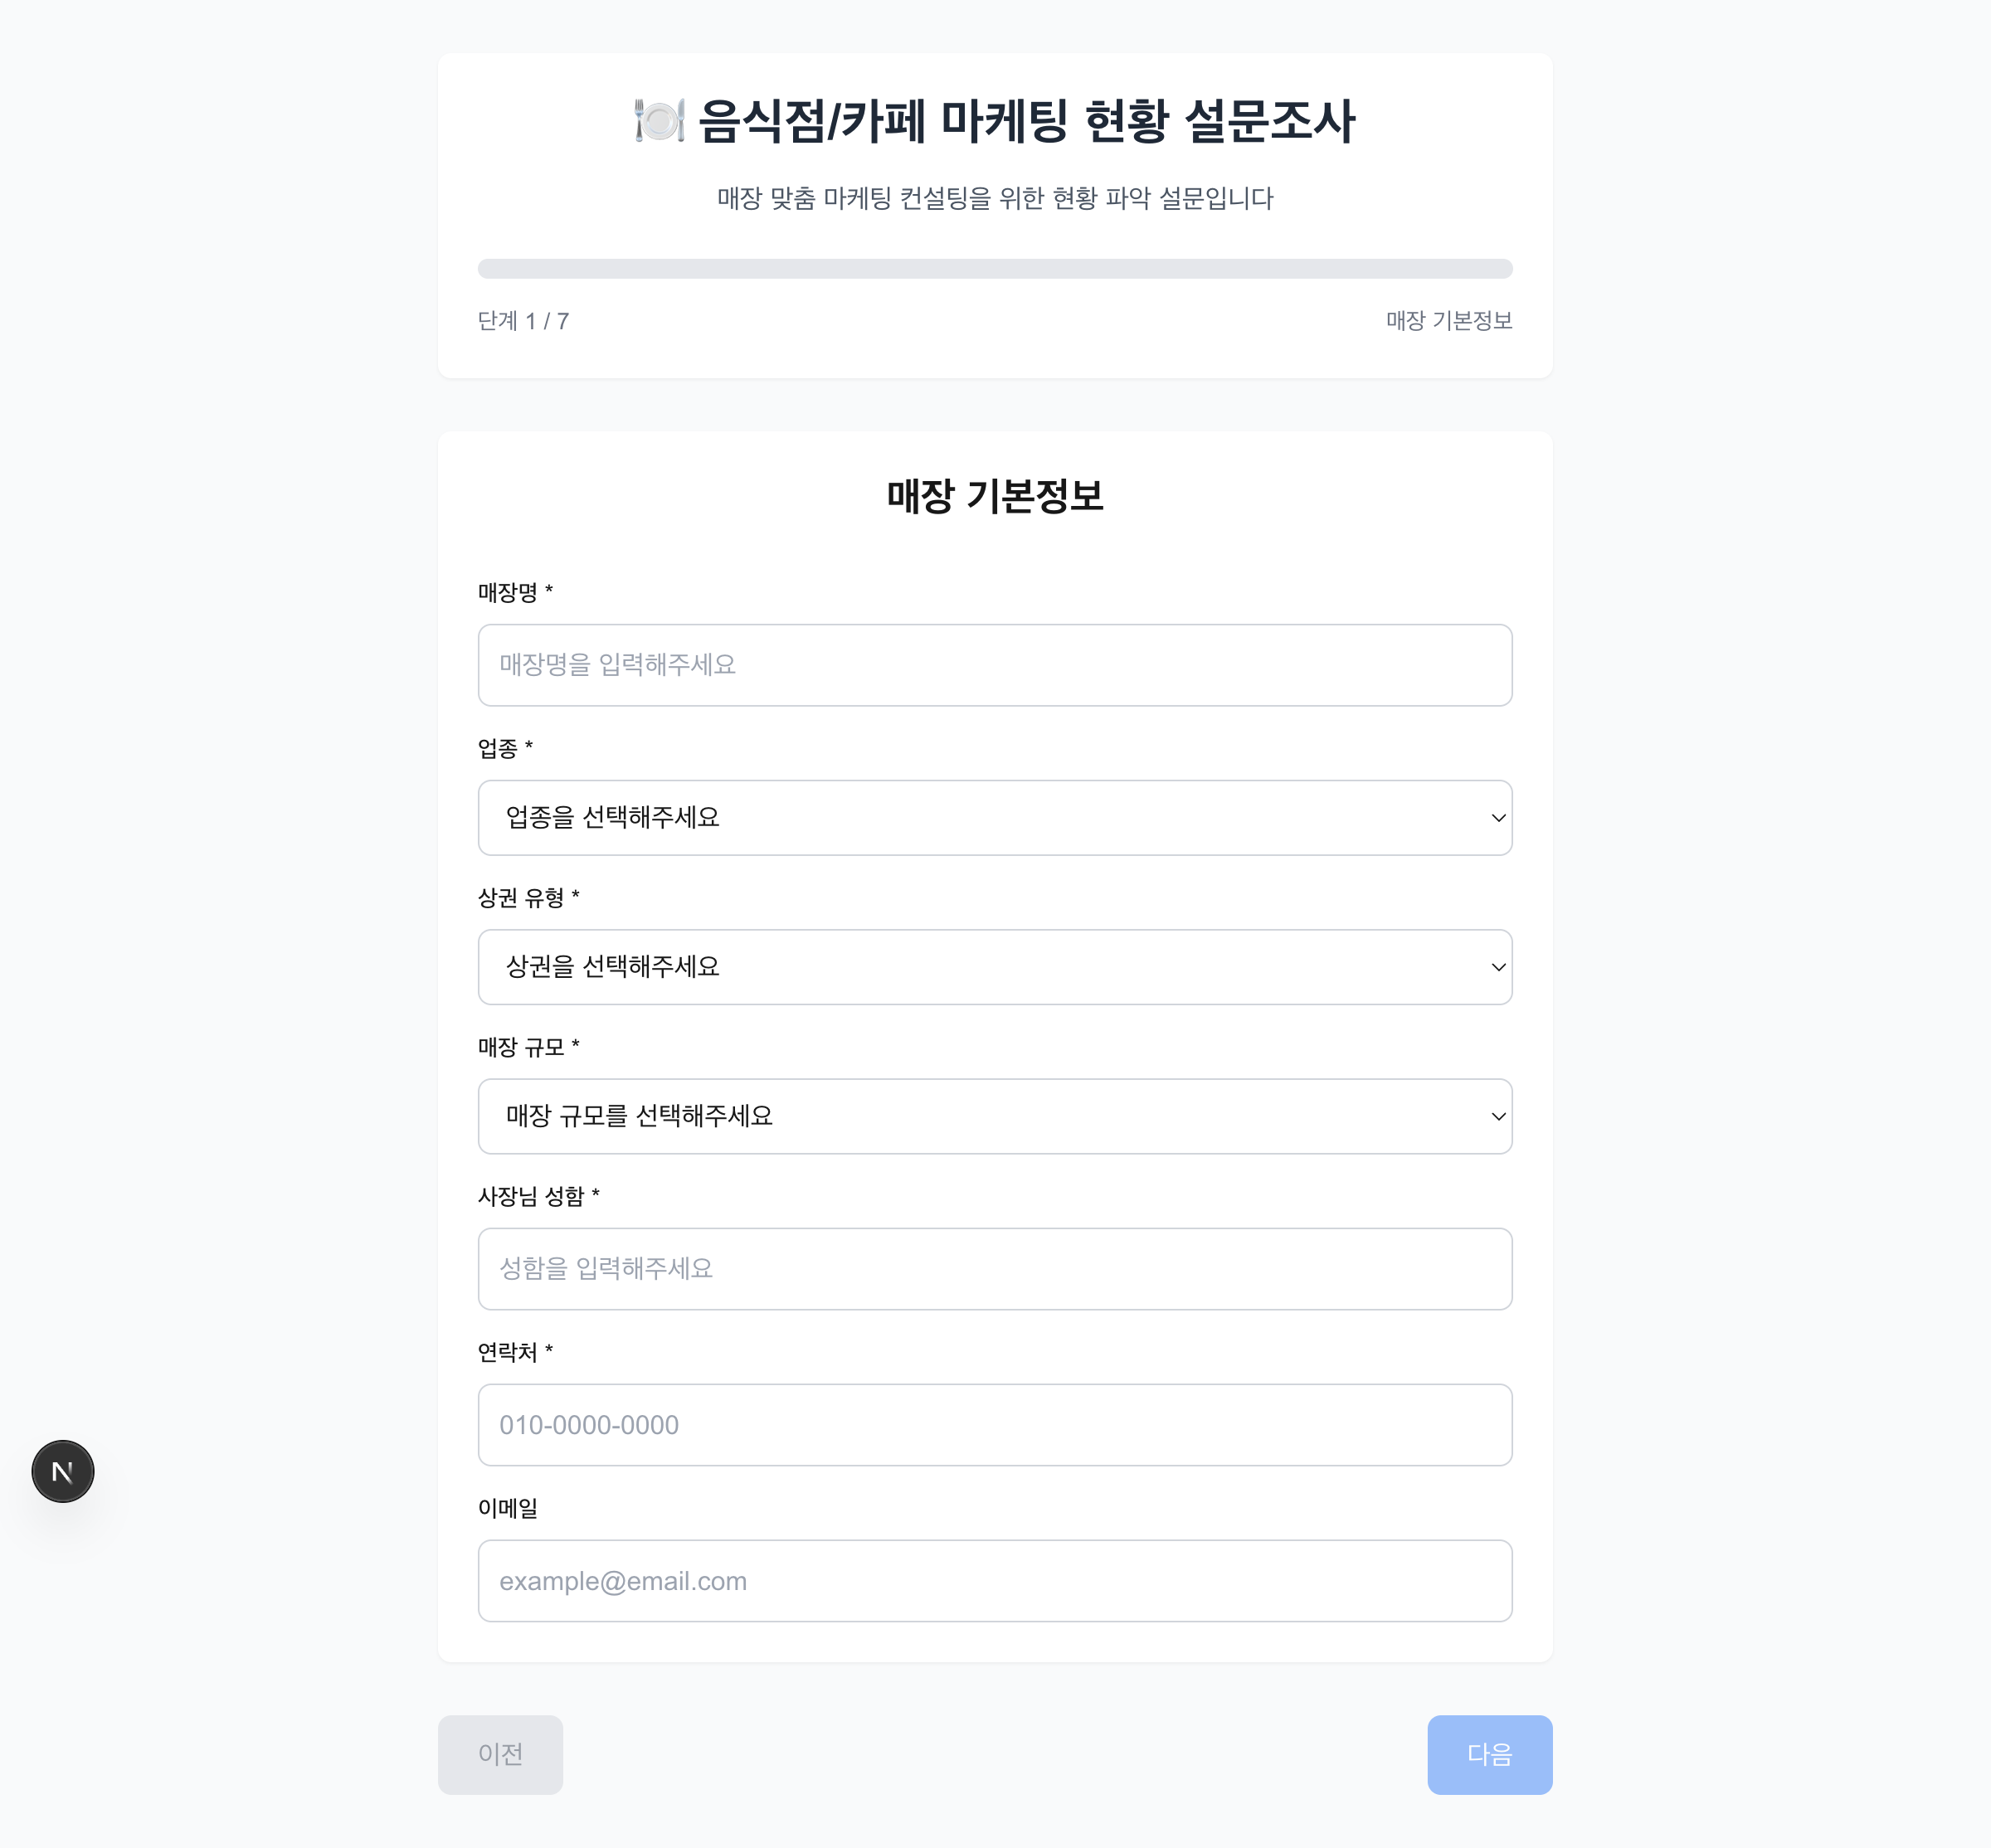 음식점/카페 마케팅 현황 설문조사
매장 맞춤 마케팅 컨설팅을 위한 현황 파악 설문입니다
단계 1 / 7
매장 기본정보
매장 기본정보
매장명 *
매장명을 입력해주세요
업종 *
업종을 선택해주세요
상권 유형 *
상권을 선택해주세요
매장 규모 *
매장 규모를 선택해주세요
사장님 성함 *
성함을 입력해주세요
연락처 *
010-0000-0000
이메일
example@email.com
N
이전
다음